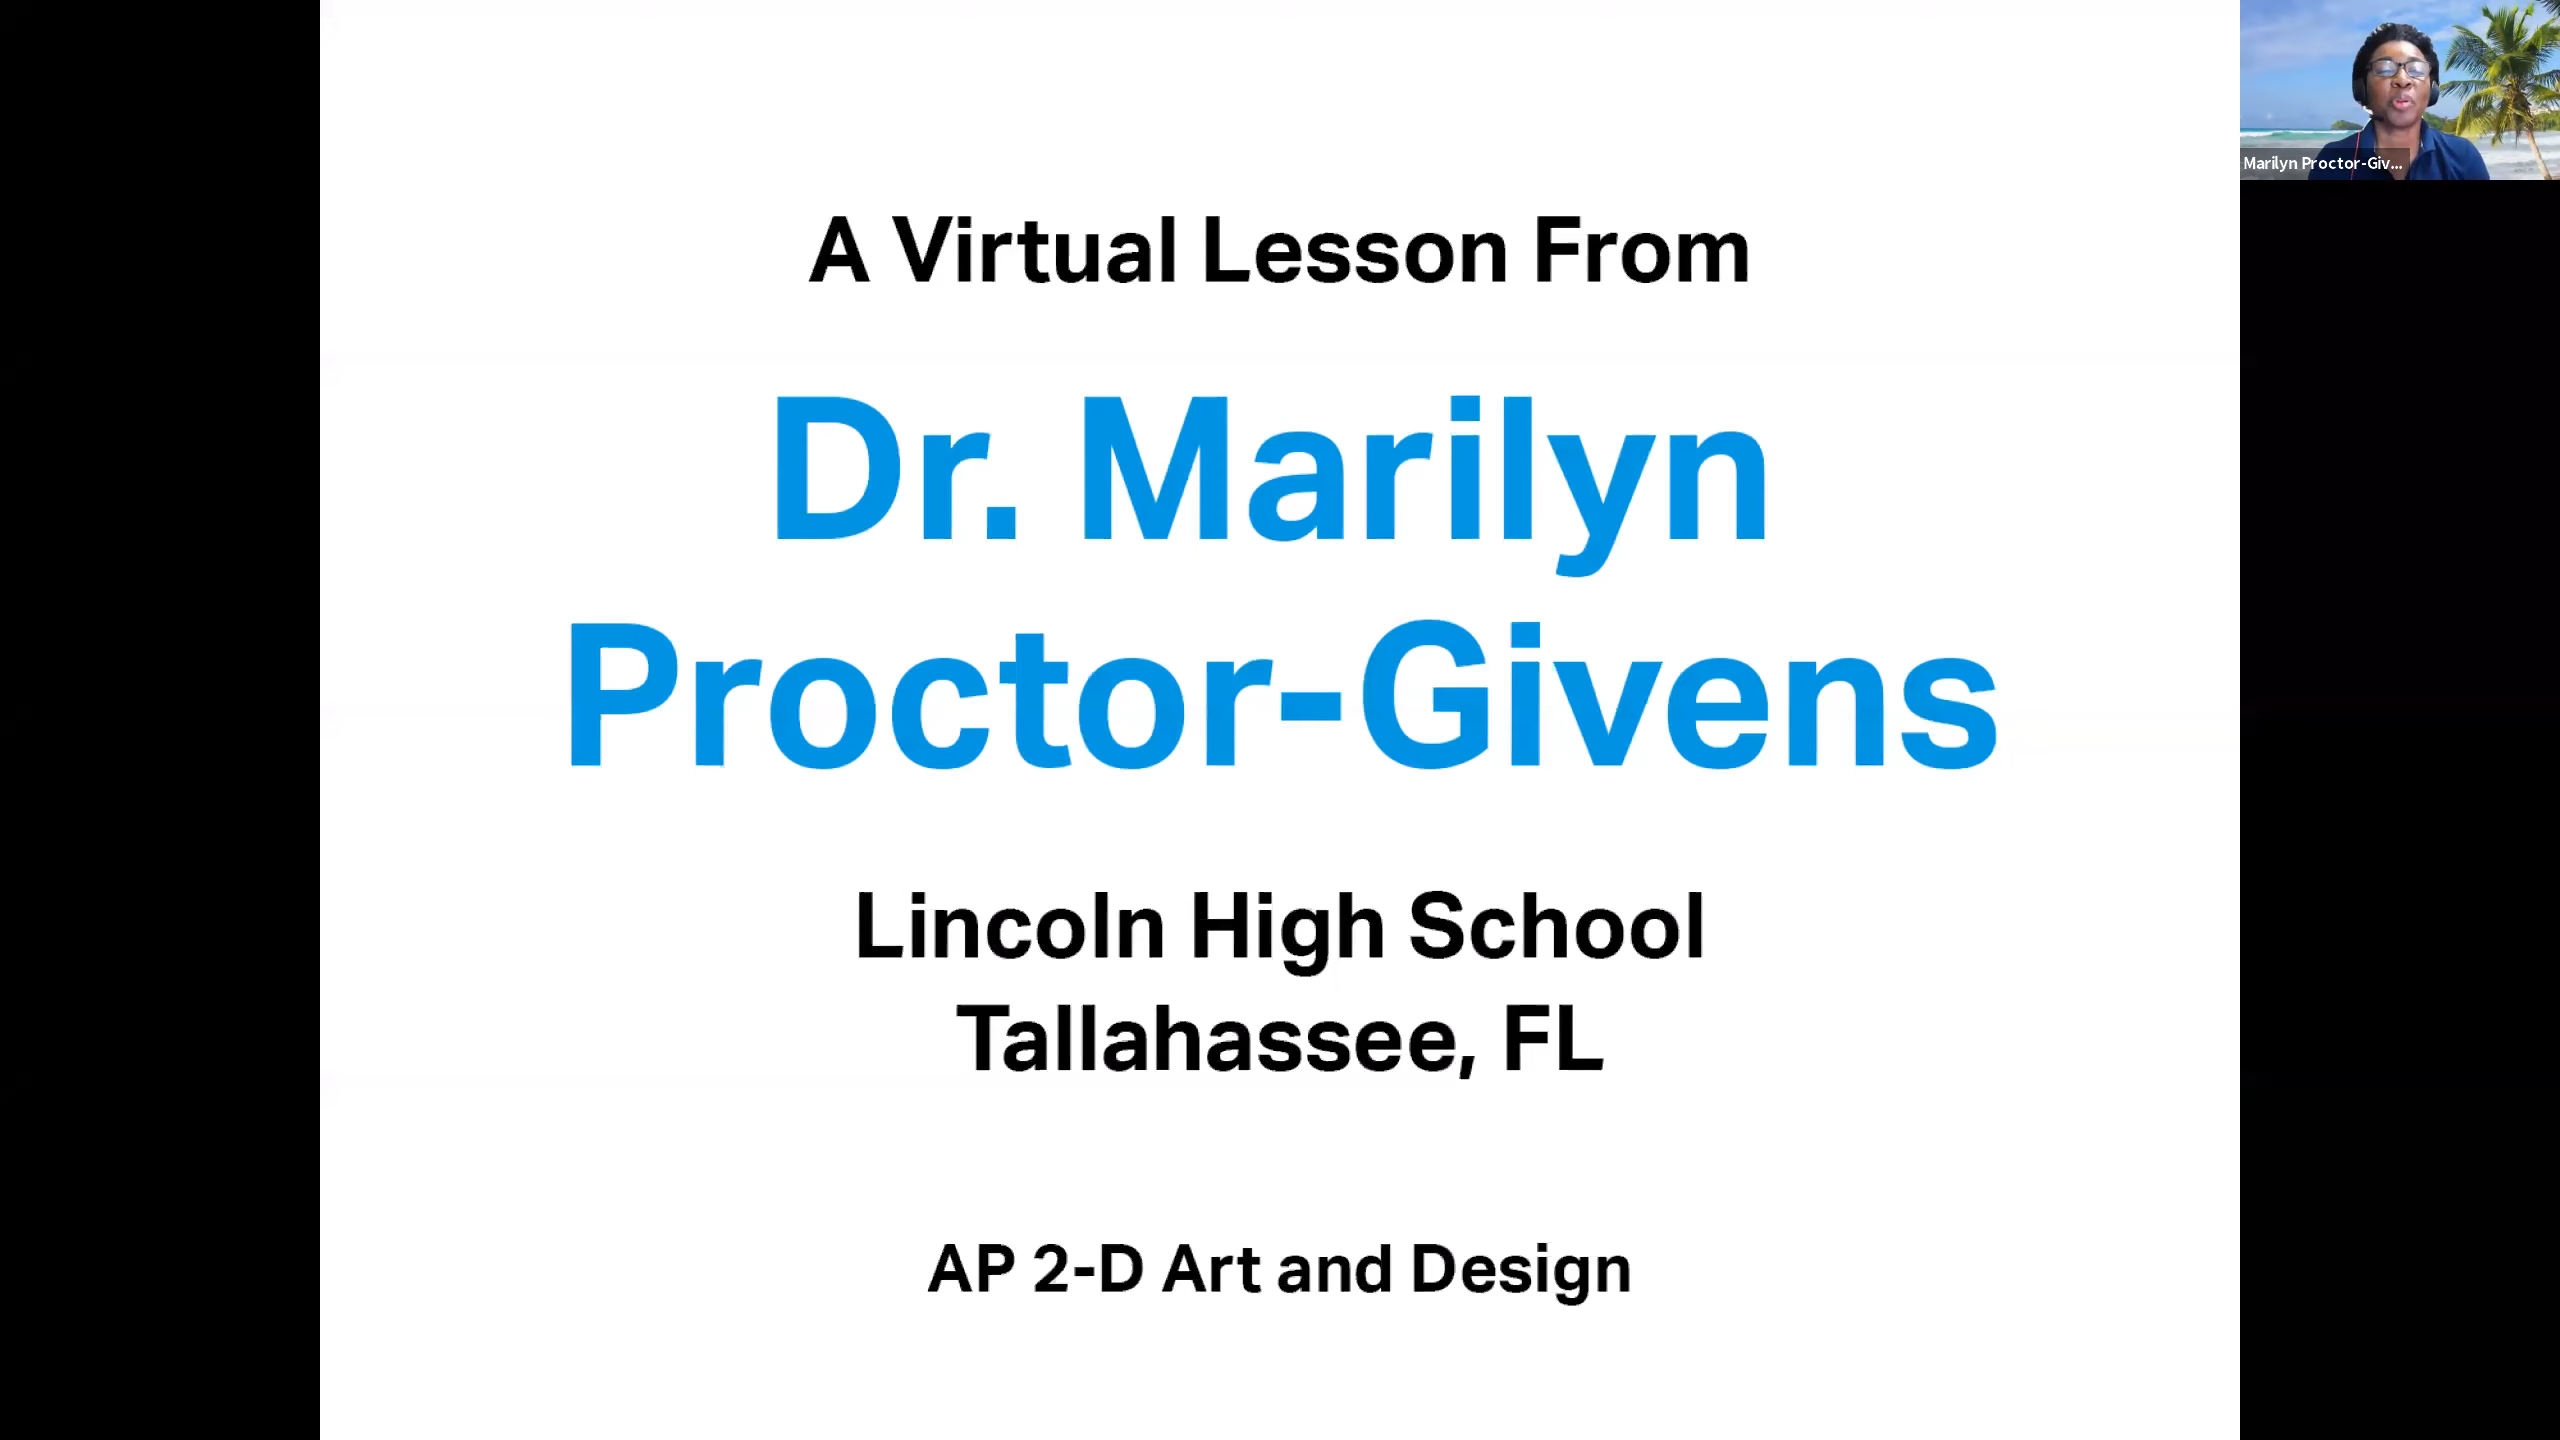 A Virtual Lesson From
Dr. Marilyn
Proctor-Givens
Lincoln High School
Tallahassee, FL
AP 2-D Art and Design
Marilyn Proctor-Giv...